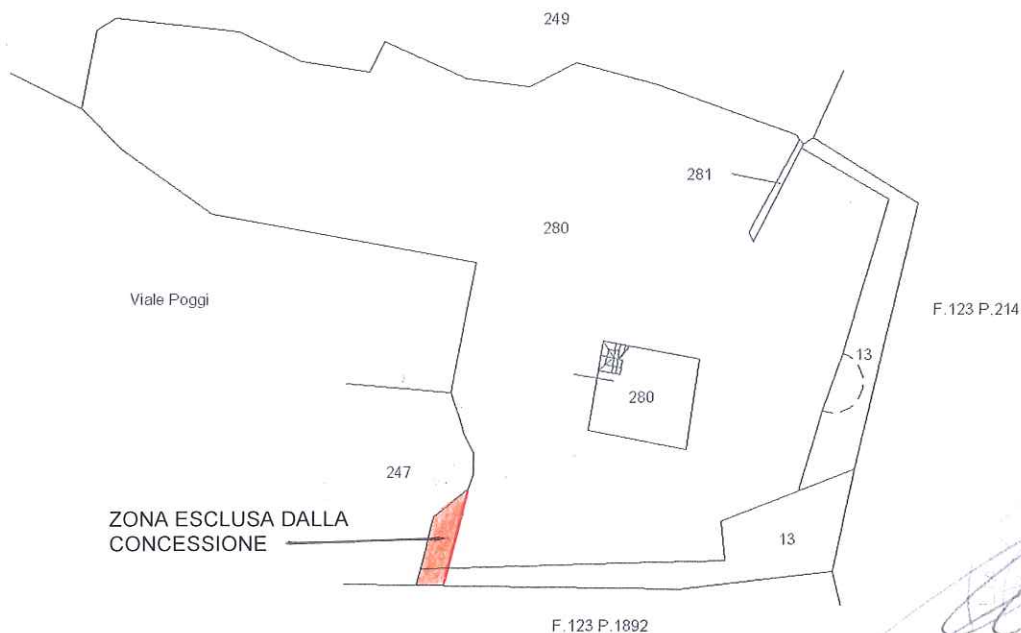 249
281
280
Viale Poggi
F.123 P.214
13
280
247
ZONA ESCLUSA DALLA
CONCESSIONE
13
F.123 P.1892